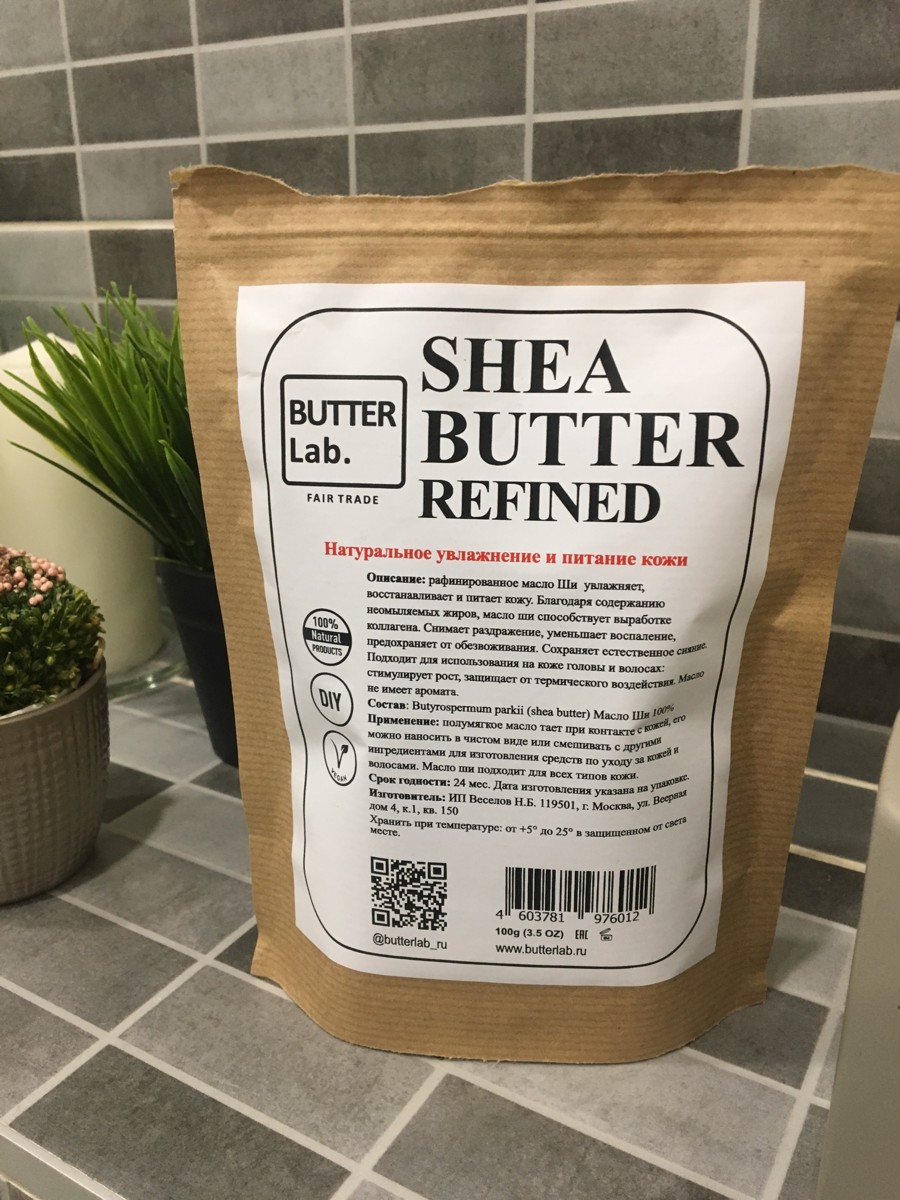 SHEA
BUTTER
REFINED
BUTTER
Lab.
FAIR TRADE
Натуральное увлажнение и питание кожи
Описание: рафинированное масло Ши увлажняет,
восстанавливает и питает кожу. Благодаря содержанию
неомыляемых жиров, масло ши способствует выработке
коллагена. Снимает раздражение, уменьшает воспаление,
предохраняет от обезвоживания. Сохраняет естественное сияние.
Подходит для использования на коже головы и волосах:
стимулирует рост, защищает от термического воздействия. Масло
не имеет аромата.
Состав: Butyrospermum parkii (shea butter) Масло Ши 100%
Применение: полумягкое масло тает при контакте с кожей, его
можно наносить в чистом виде или смешивать с другими
ингредиентами для изготовления средств по уходу за кожей и
волосами. Масло ши подходит для всех типов кожи.
Срок годности: 24 мес. Дата изготовления указана на упаковке.
Изготовитель: ИП Веселов Н.Б. 119501, г. Москва, ул. Веерная
дом 4, к.1, кв. 150
Хранить при температуре: от +5° до 25° в защищенном от света
месте.
100%
Natural
PRODUCTS
DIY
VEGAN
@butterlab_ru
4 603781 976012
100g (3.5 OZ) EAC
www.butterlab.ru